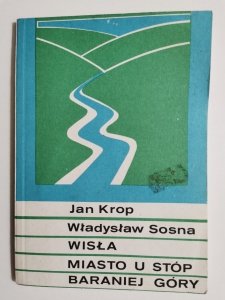 Jan Krop
Władysław Sosna
WISŁA
MIASTO U STÓP
BARANIEJ GÓRY